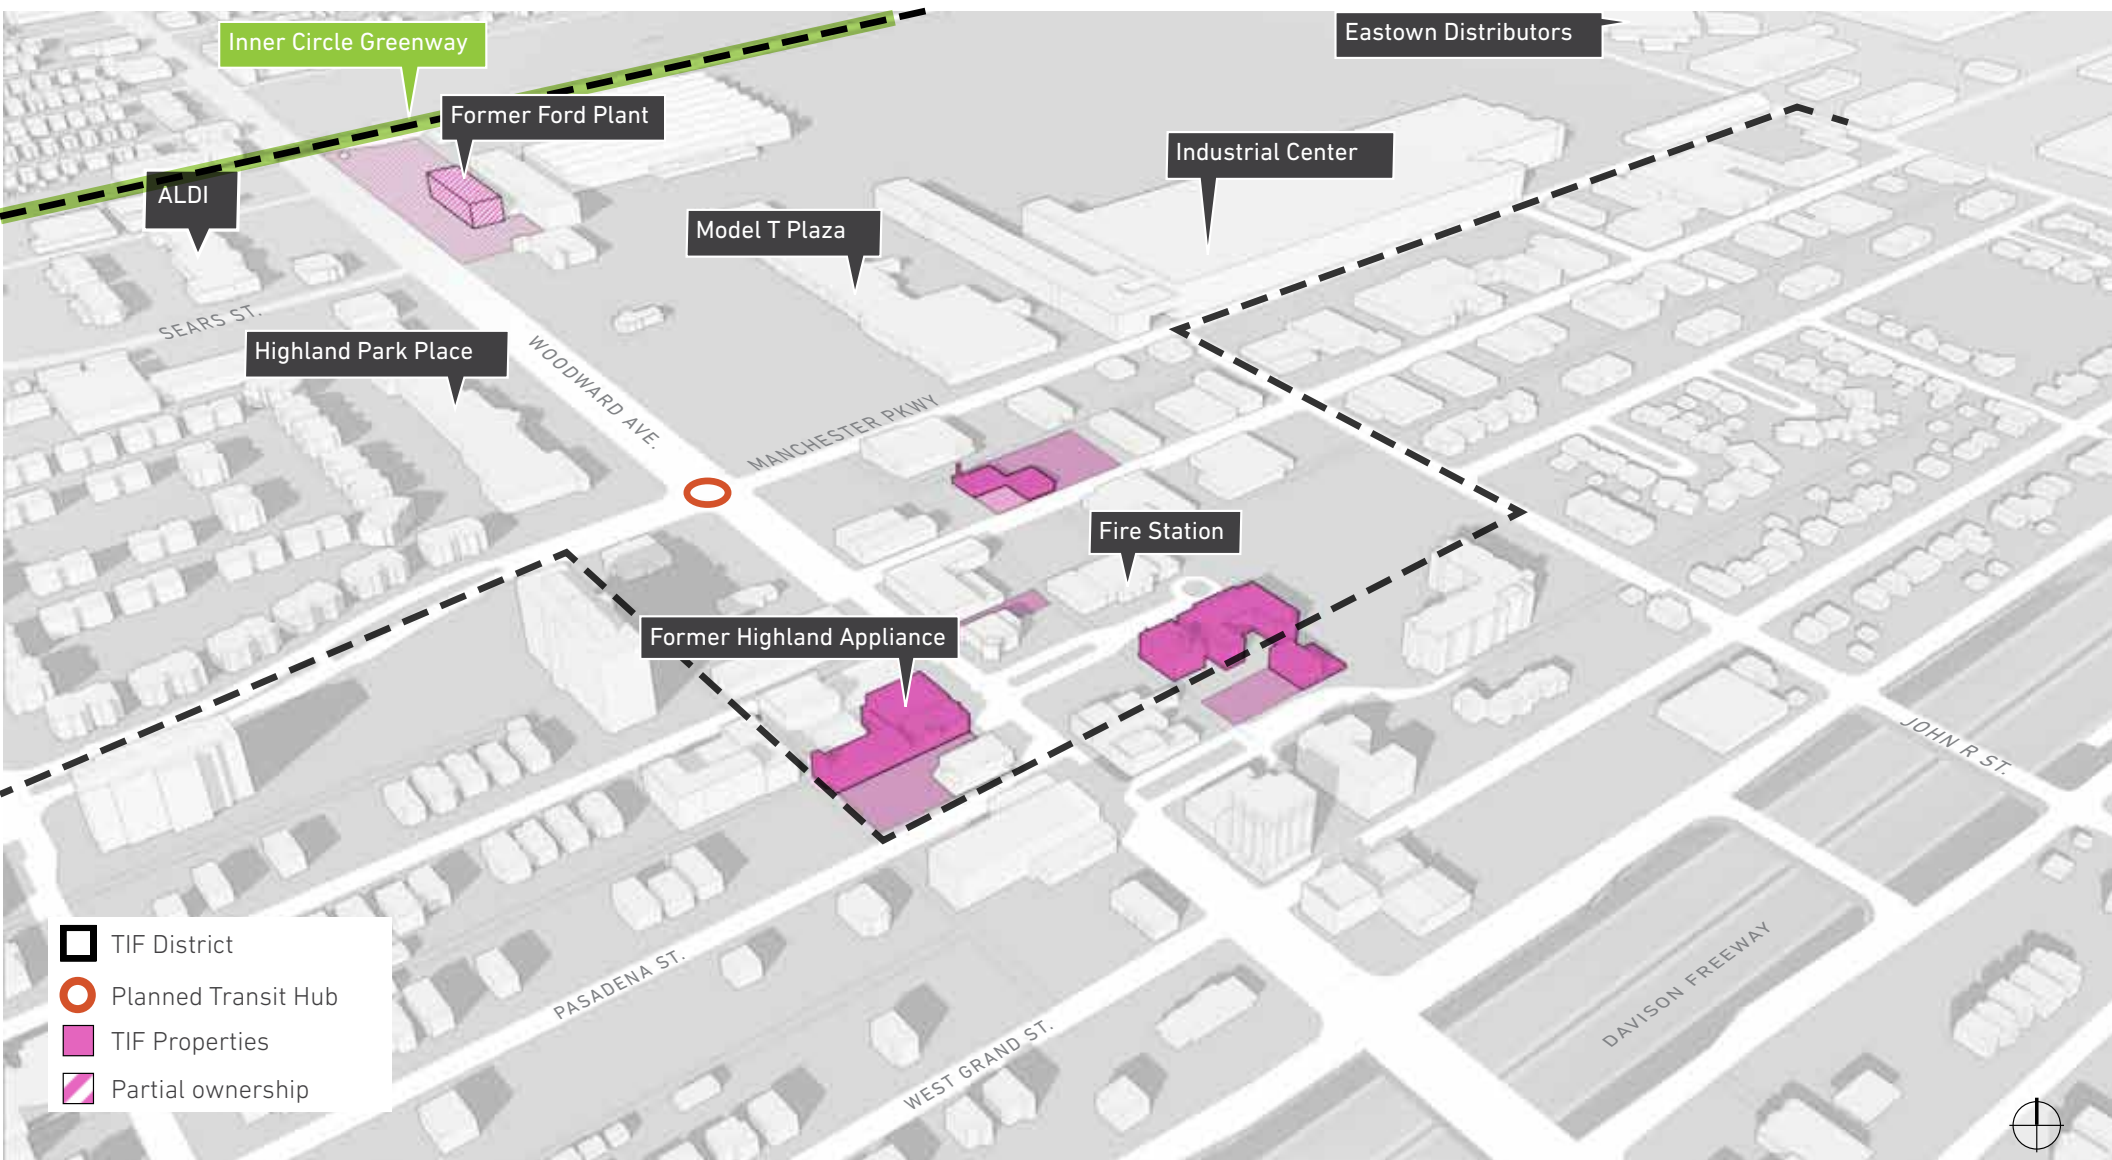 Inner Circle Greenway
Eastown Distributors
Former Ford Plant
Industrial Center
ALDI
Model T Plaza
SEARS ST.
Highland Park Place
WOODWARD AVE.
MANCHESTER PKWY
Fire Station
Former Highland Appliance
JOHN R ST.
TIF District
Planned Transit Hub
TIF Properties
Partial ownership
PASADENA ST.
WEST GRAND ST.
DAVISON FREEWAY